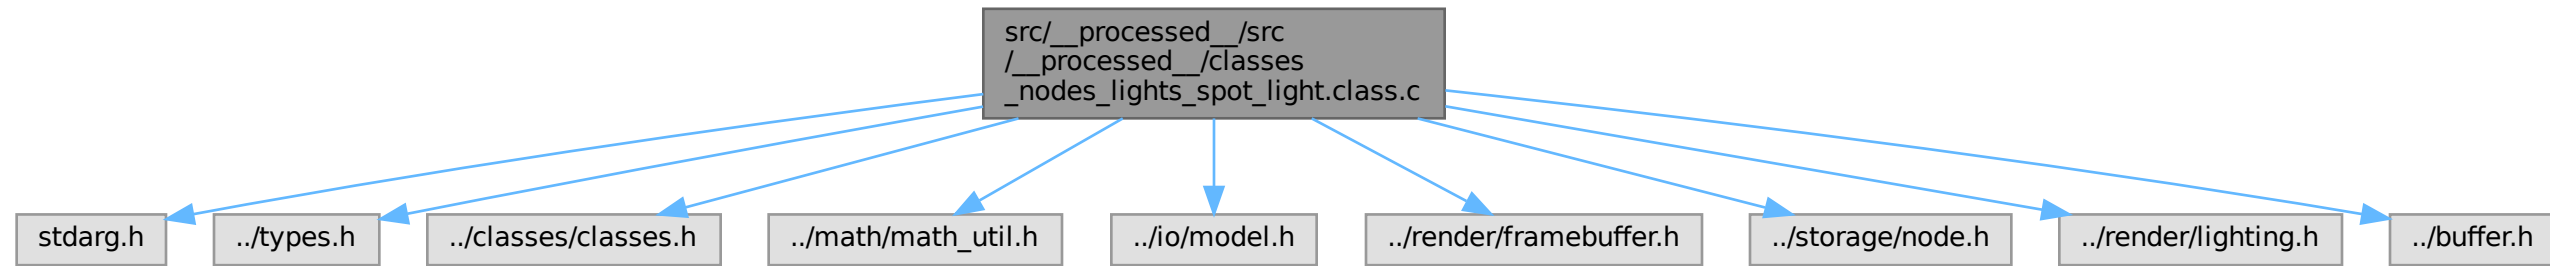 src/__processed__/src
/__processed__/classes
_nodes_lights_spot_light.class.c
stdarg.h
../types.h
../classes/classes.h
../math/math_util.h
../io/model.h
../render/framebuffer.h
../storage/node.h
../render/lighting.h
../buffer.h